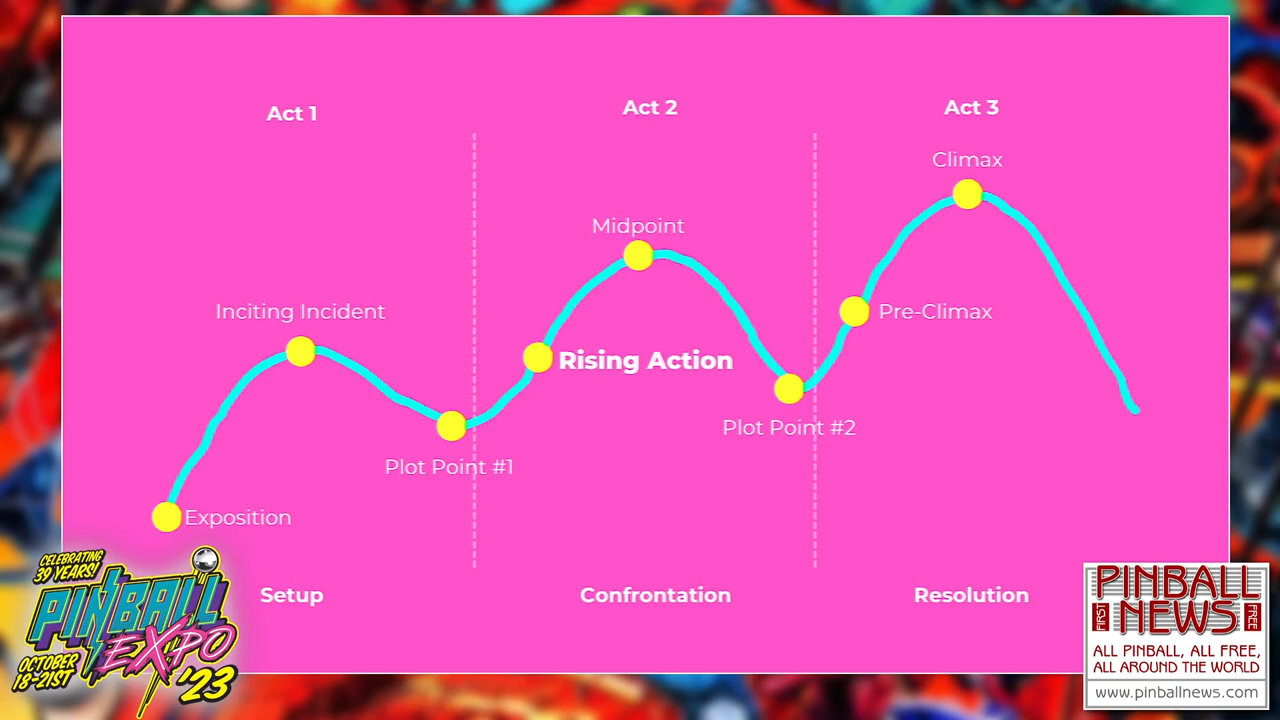 Act 1
Act 2
Act 3
Climax
Midpoint
Inciting Incident
Pre-Climax
Rising Action
Plot Point #2
Plot Point #1
Exposition
Setup
Confrontation
Resolution
CELEBRATING
39 YEARS!
PINBALL
EXPO
OCTOBER
18-21ST
'23
PINBALL
FIRST NEWS FREE
ALL PINBALL, ALL FREE,
ALL AROUND THE WORLD
www.pinballnews.com